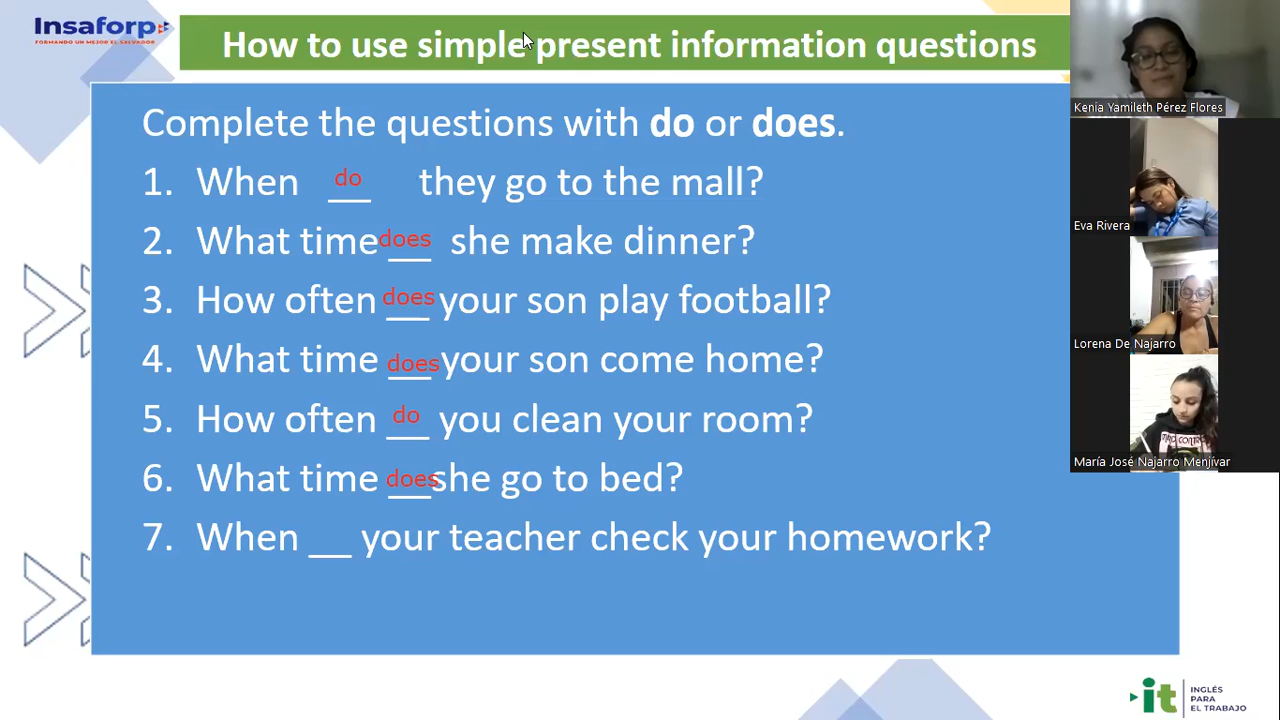 Insaforp
FORMANDO UN MEJOR EL SALVADOR
How to use simple present information questions
Complete the questions with do or does.
1. When do they go to the mall?
2. What time does she make dinner?
3. How often does your son play football?
4. What time does your son come home?
5. How often do you clean your room?
6. What time does she go to bed?
7. When __ your teacher check your homework?
Kenia Yamileth Pérez Flores
Eva Rivera
Lorena De Najarro
María José Najarro Menjívar
it
INGLÉS
PARA
EL TRABAJO